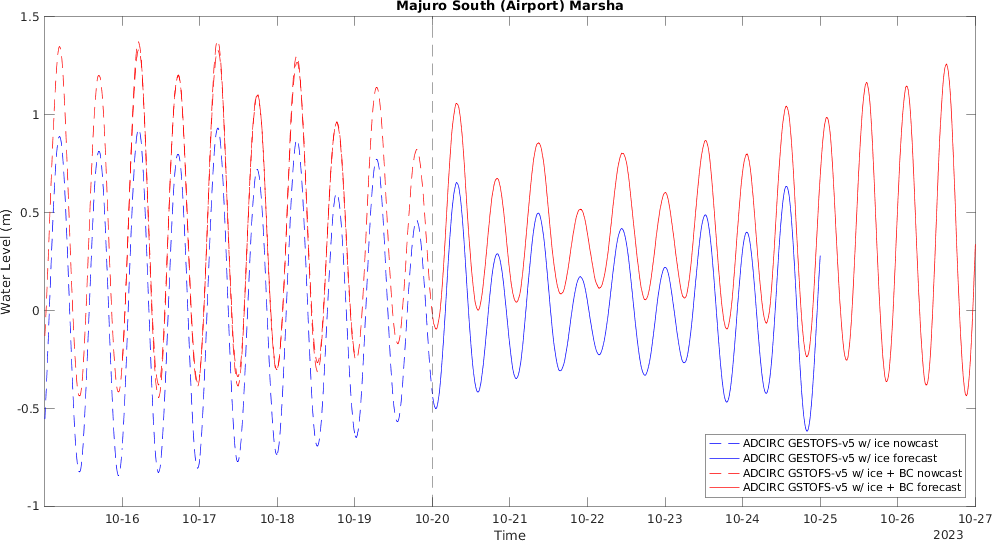 Majuro South (Airport) Marsha
1.5
1
0.5
0
-0.5
-1
Water Level (m)
10-16 10-17 10-18 10-19 10-20 10-21 10-22 10-23 10-24 10-25 10-26 10-27
Time
2023
ADCIRC GESTOFS-v5 w/ ice nowcast
ADCIRC GESTOFS-v5 w/ ice forecast
ADCIRC GSTOFS-v5 w/ ice + BC nowcast
ADCIRC GSTOFS-v5 w/ ice + BC forecast